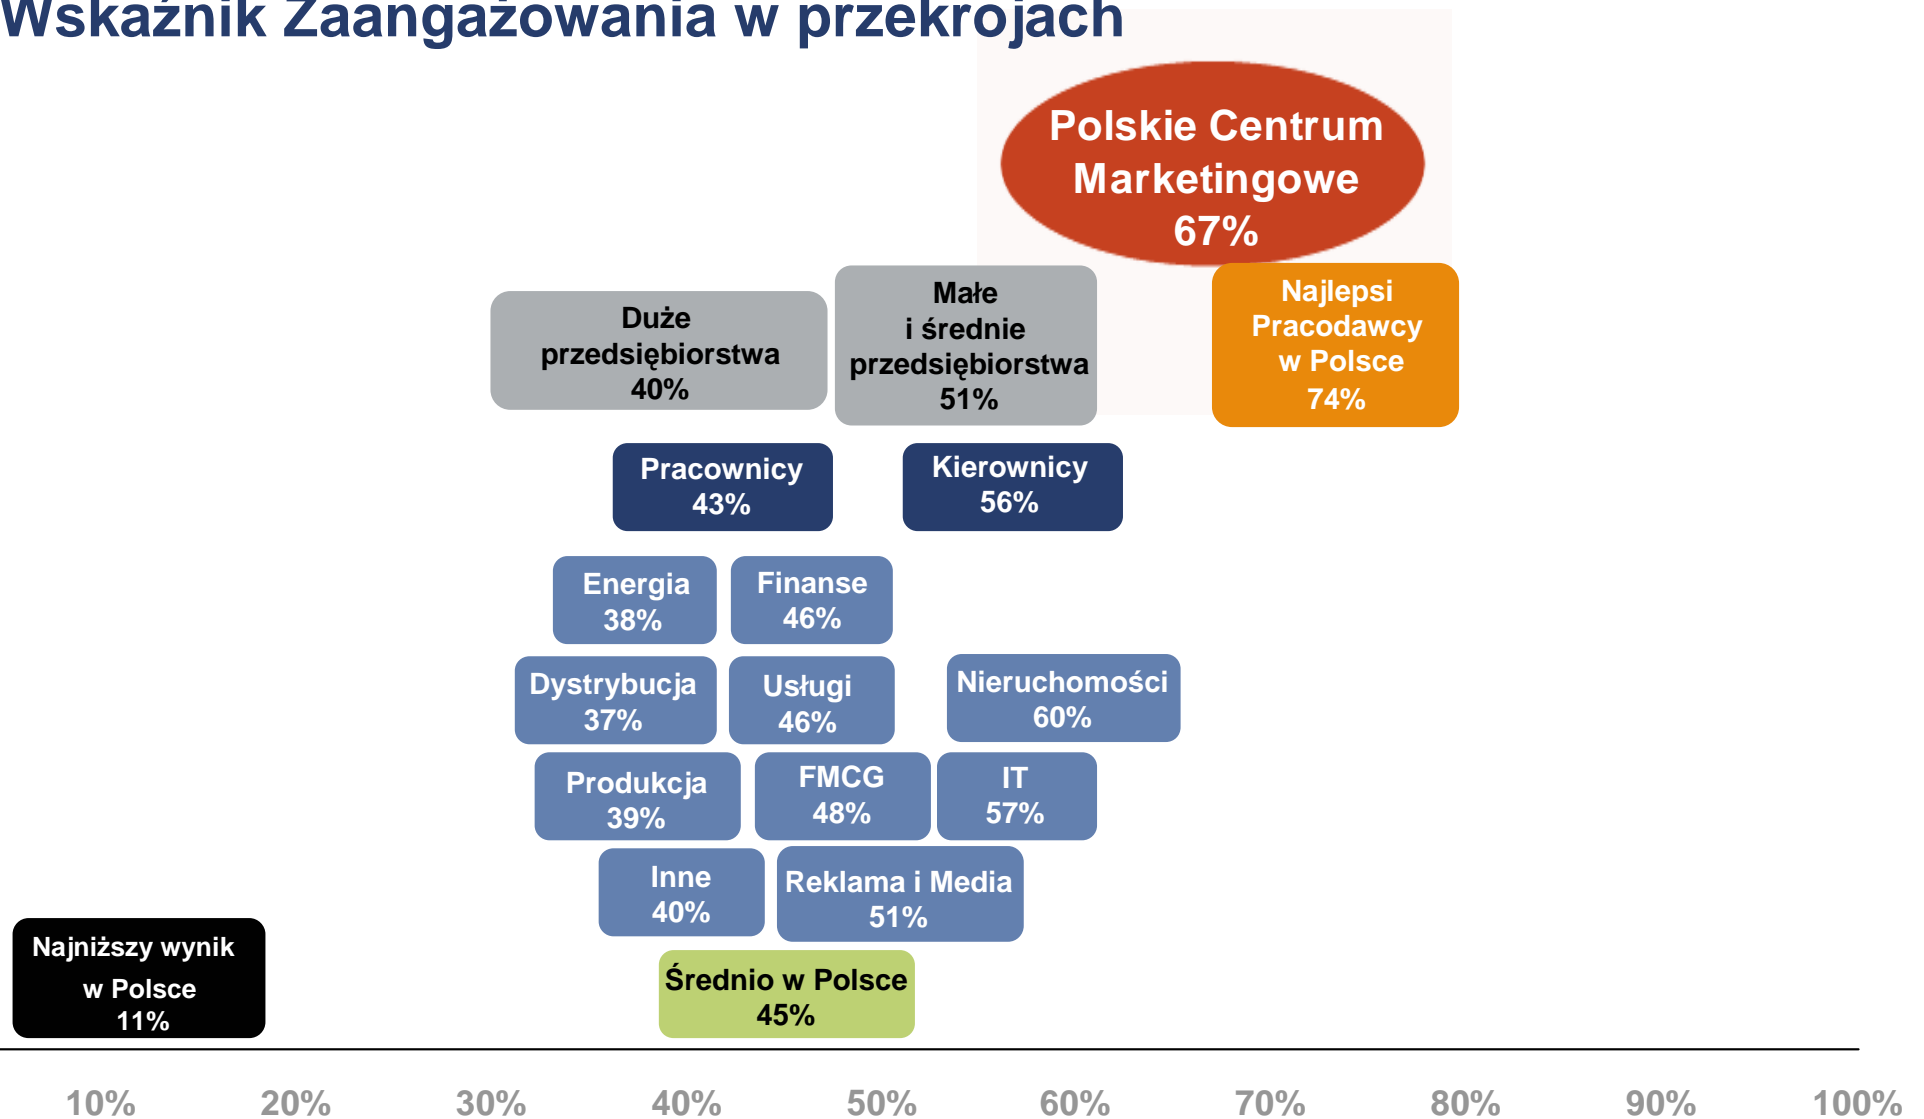 Wskaźnik Zaangażowania w przekrojach
Polskie Centrum
Marketingowe
67%
Duże
przedsiębiorstwa
40%
Małe
i średnie
przedsiębiorstwa
51%
Najlepsi
Pracodawcy
w Polsce
74%
Pracownicy
43%
Kierownicy
56%
Energia
38%
Finanse
46%
Dystrybucja
37%
Usługi
46%
Nieruchomości
60%
Produkcja
39%
FMCG
48%
IT
57%
Inne
40%
Reklama i Media
51%
Najniższy wynik
w Polsce
11%
Średnio w Polsce
45%
10% 20% 30% 40% 50% 60% 70% 80% 90% 100%